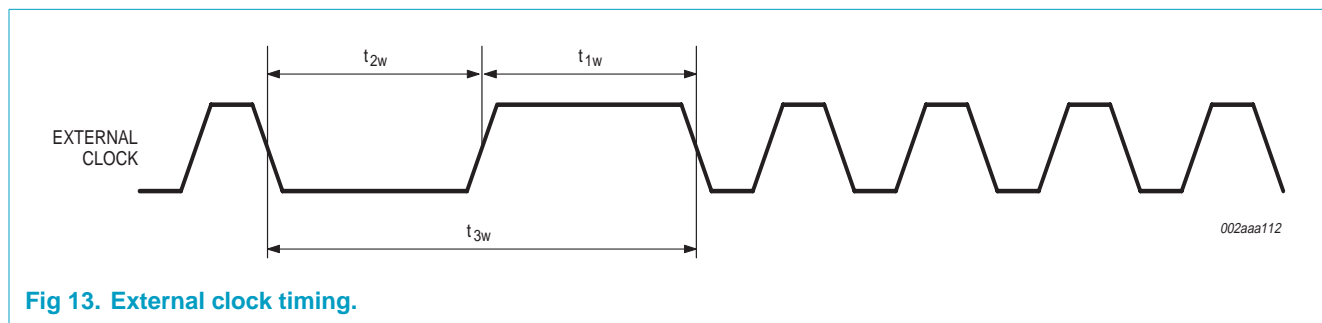 t2w
t1w
EXTERNAL
CLOCK
t3w
002aaa112
Fig 13. External clock timing.